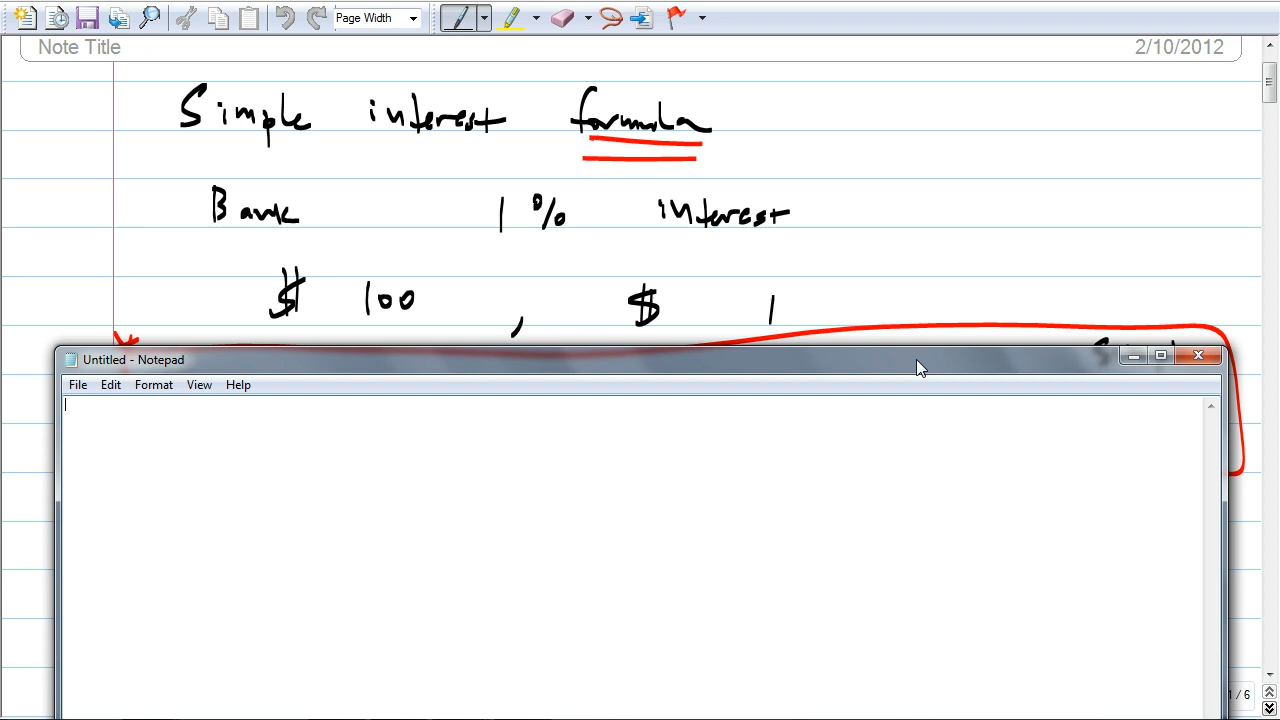 Page Width
Note Title 2/10/2012
Simple interest formula
Bank 1 % interest
$ 100 , $ 1
Untitled - Notepad
File Edit Format View Help
1 / 6